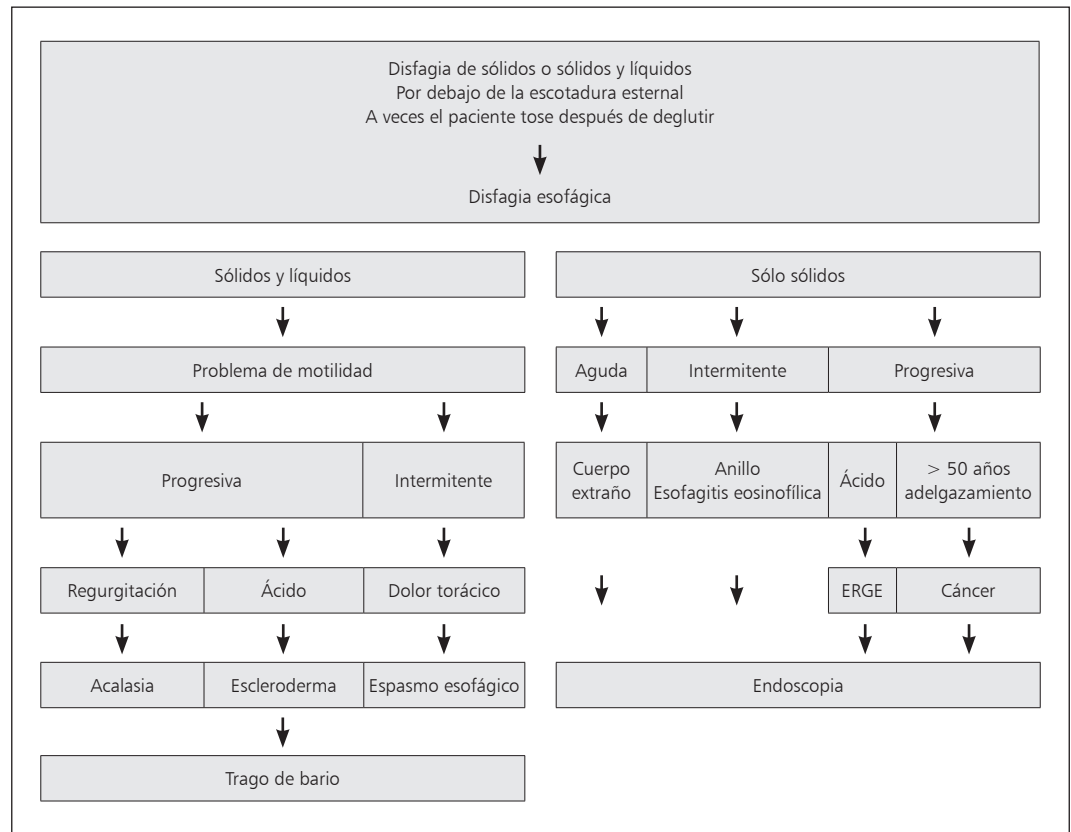 Disfagia de sólidos o sólidos y líquidos
Por debajo de la escotadura esternal
A veces el paciente tose después de deglutir
Disfagia esofágica
Sólidos y líquidos
Problema de motilidad
Progresiva
Intermitente
Regurgitación
Ácido
Dolor torácico
Acalasia
Escleroderma
Espasmo esofágico
Trago de bario
Sólo sólidos
Aguda
Intermitente
Progresiva
Cuerpo
extraño
Anillo
Esofagitis eosinofílica
Ácido
> 50 años
adelgazamiento
ERGE
Cáncer
Endoscopia